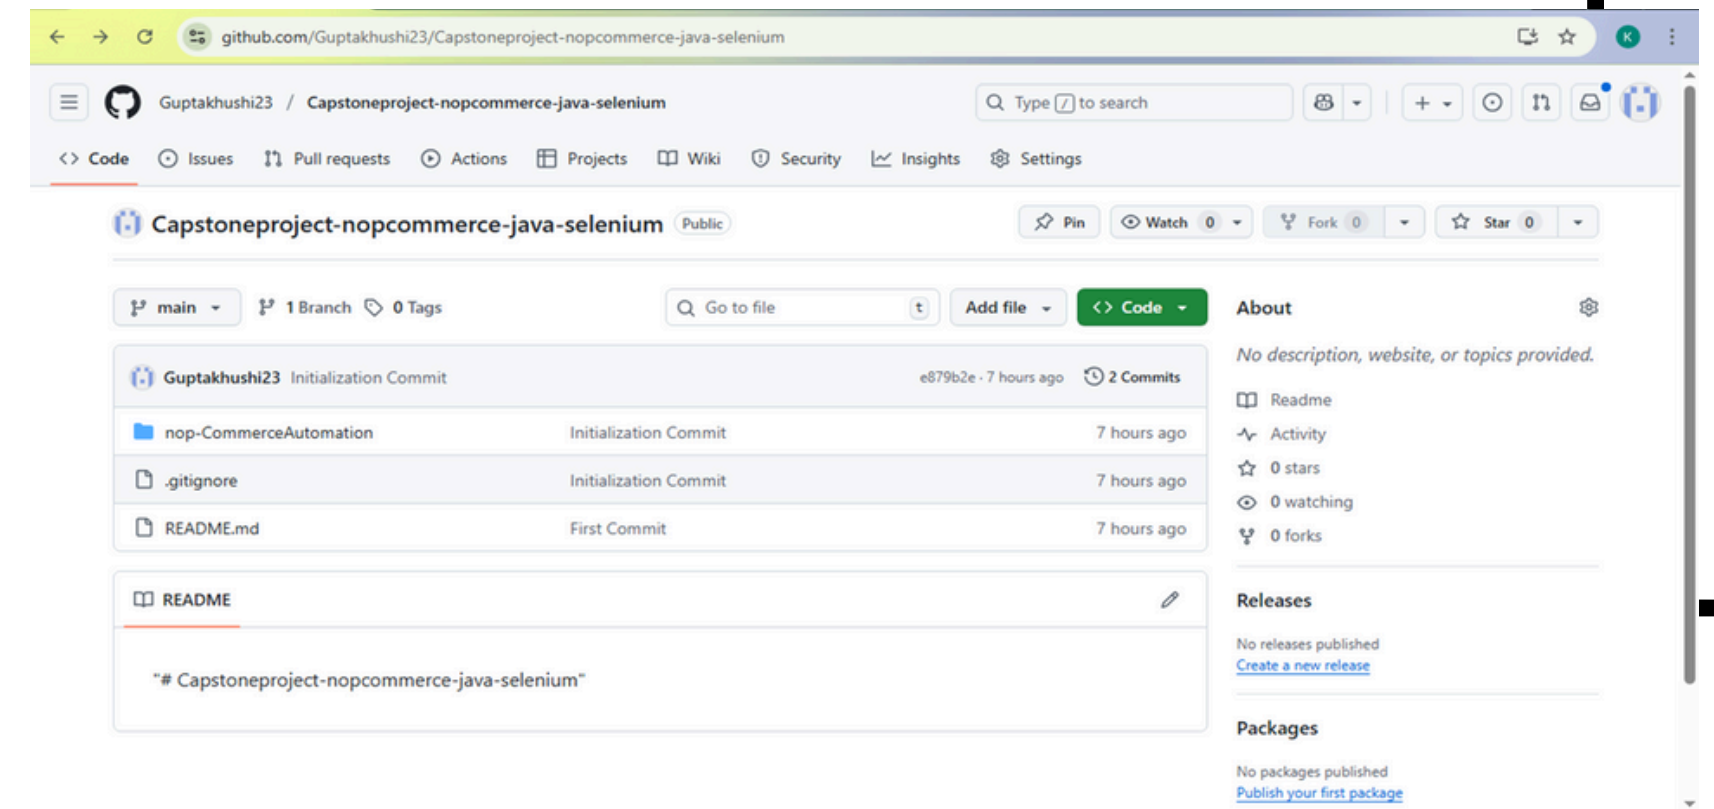 github.com/Guptakhushi23/Capstoneproject-nopcommerce-java-selenium
K
Guptakhushi23 / Capstoneproject-nopcommerce-java-selenium
Type / to search
<> Code Issues Pull requests Actions Projects Wiki Security Insights Settings
Capstoneproject-nopcommerce-java-selenium Public
Pin Watch 0 Fork 0 Star 0
main 1 Branch 0 Tags Go to file t Add file <> Code
Guptakhushi23 Initialization Commit e879b2e · 7 hours ago 2 Commits
nop-CommerceAutomation Initialization Commit 7 hours ago
.gitignore Initialization Commit 7 hours ago
README.md First Commit 7 hours ago
README
"# Capstoneproject-nopcommerce-java-selenium"
About
No description, website, or topics provided.
Readme
Activity
0 stars
0 watching
0 forks
Releases
No releases published
Create a new release
Packages
No packages published
Publish your first package